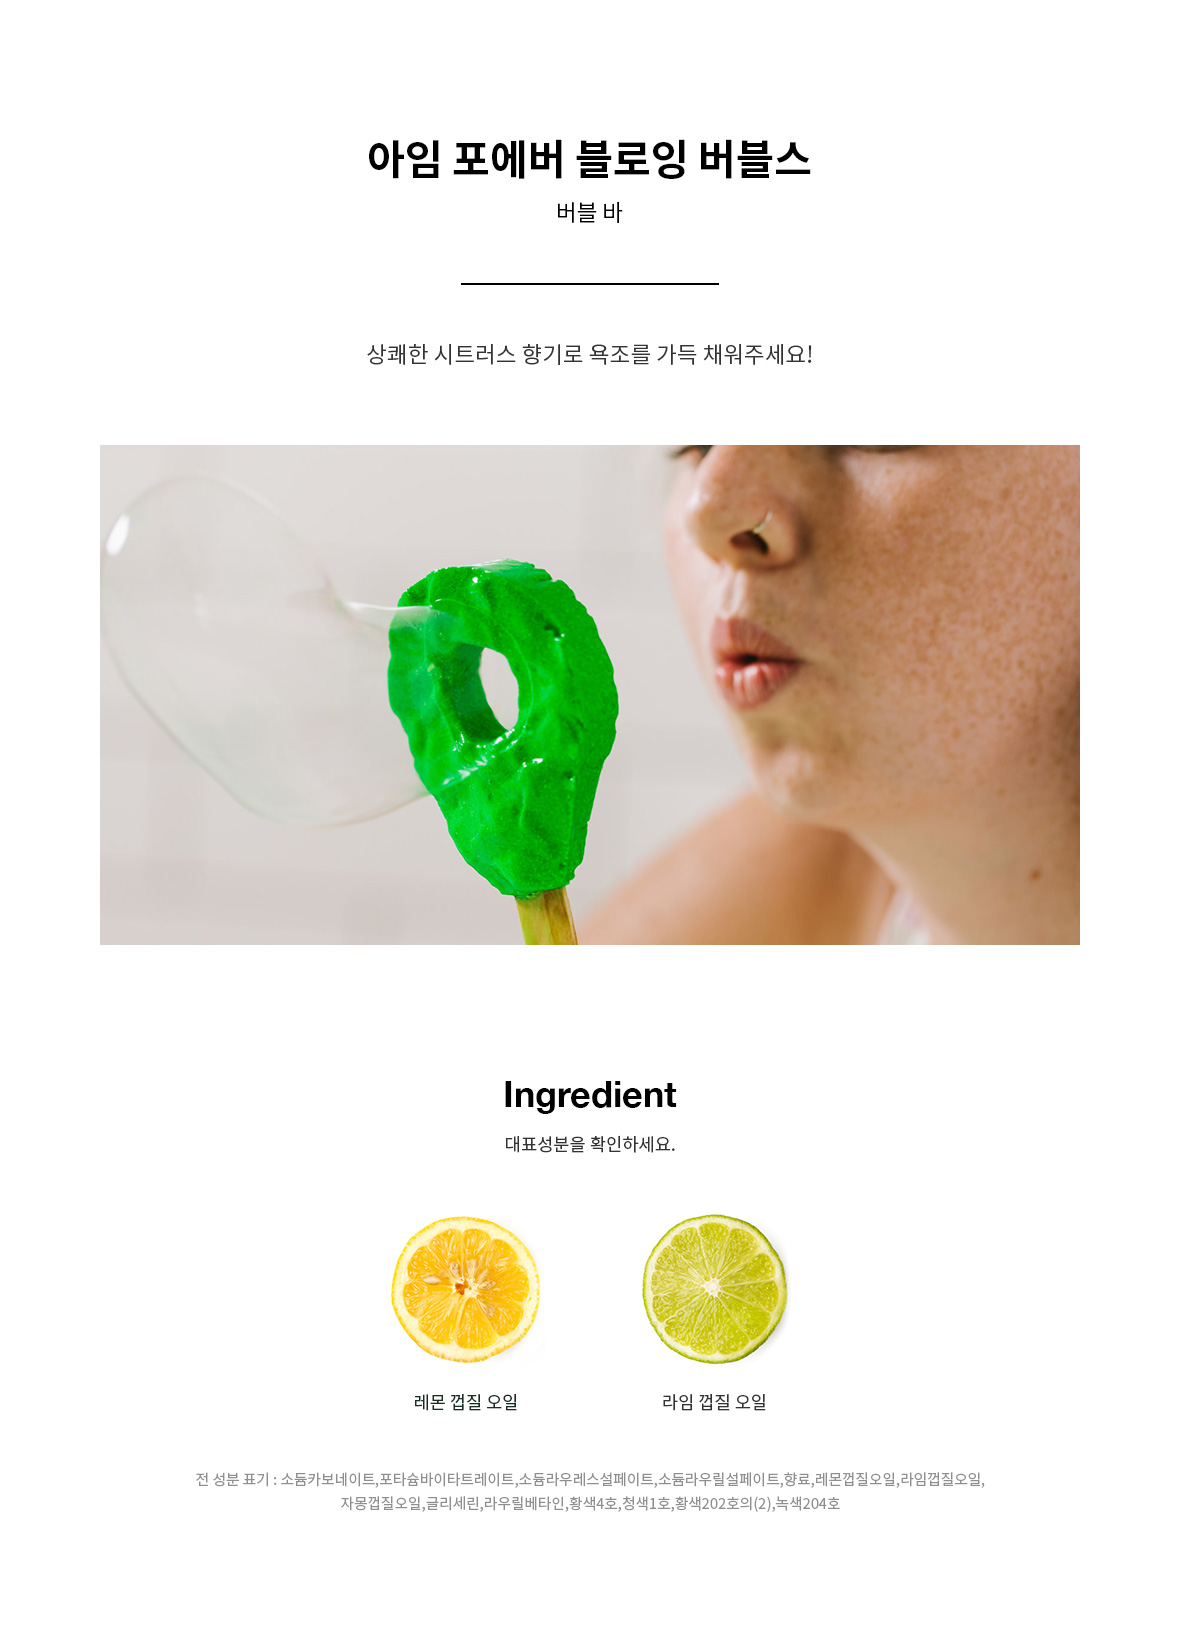 아임 포에버 블로잉 버블스
버블 바
상쾌한 시트러스 향기로 욕조를 가득 채워주세요!
Ingredient
대표성분을 확인하세요.
레몬 껍질 오일
라임 껍질 오일
전 성분 표기 : 소듐카보네이트,포타슘바이타트레이트,소듐라우레스설페이트,소듐라우릴설페이트,향료,레몬껍질오일,라임껍질오일,
자몽껍질오일,글리세린,라우릴베타인,황색4호,청색1호,황색202호의(2),녹색204호